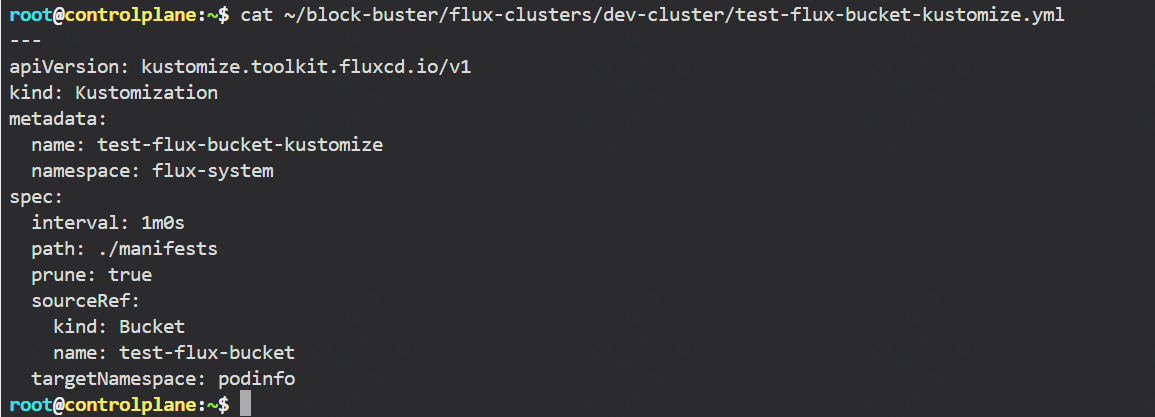 root@controlplane:~$ cat ~/block-buster/flux-clusters/dev-cluster/test-flux-bucket-kustomize.yml
---
apiVersion: kustomize.toolkit.fluxcd.io/v1
kind: Kustomization
metadata:
  name: test-flux-bucket-kustomize
  namespace: flux-system
spec:
  interval: 1m0s
  path: ./manifests
  prune: true
  sourceRef:
    kind: Bucket
    name: test-flux-bucket
  targetNamespace: podinfo
root@controlplane:~$